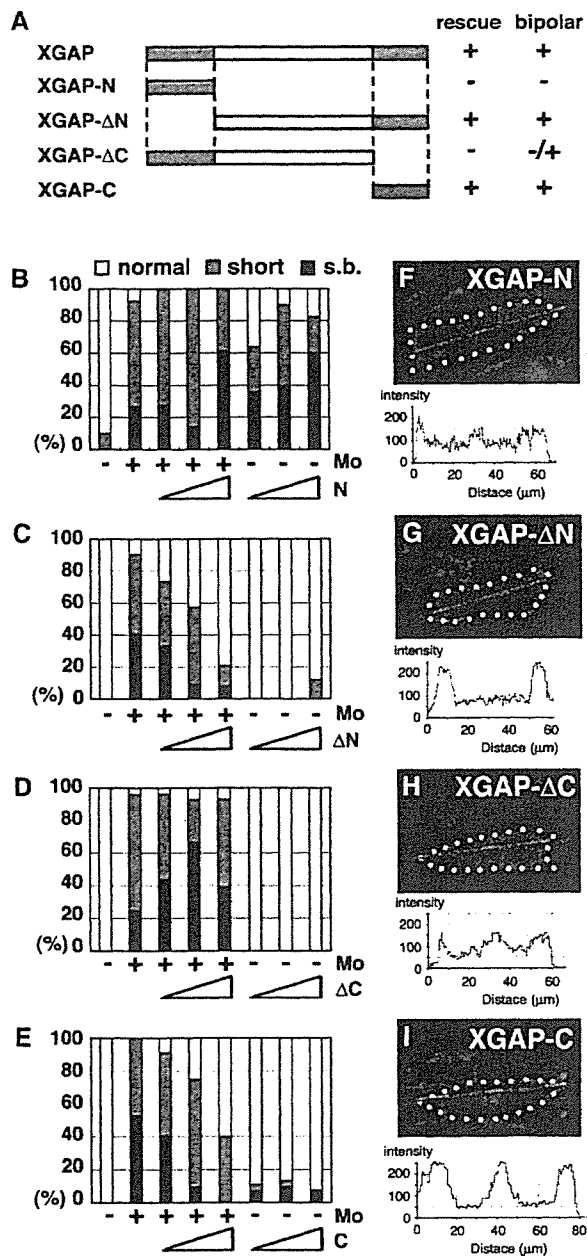 A
rescue bipolar
XGAP + +
XGAP-N - -
XGAP-ΔN + +
XGAP-ΔC - -/+
XGAP-C + +
B
normal short s.b.
100
80
60
40
20
(%) 0
- + + + + - - - Mo
N
C
100
80
60
40
20
(%) 0
- + + + + - - - Mo
ΔN
D
100
80
60
40
20
(%) 0
- + + + + - - - Mo
ΔC
E
100
80
60
40
20
(%) 0
- + + + + - - - Mo
C
F XGAP-N
intensity
200
100
0 20 40 60
Distace (μm)
G XGAP-ΔN
intensity
200
100
0 20 40 60
Distace (μm)
H XGAP-ΔC
intensity
200
100
0 20 40 60
Distace (μm)
I XGAP-C
intensity
200
100
0 20 40 60 80
Distace (μm)